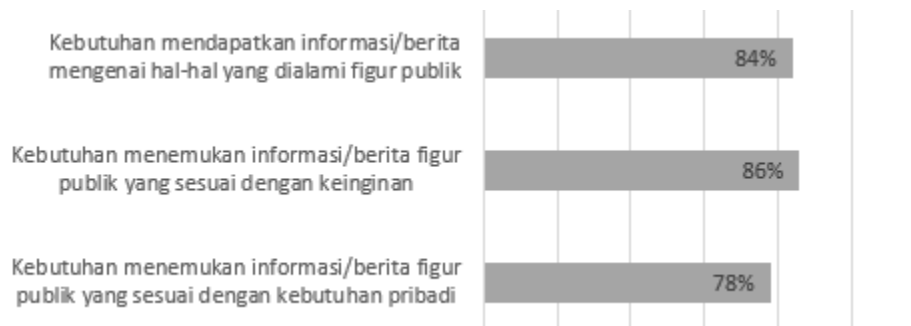 Kebutuhan mendapatkan informasi/berita
mengenai hal-hal yang dialami figur publik
84%
Kebutuhan menemukan informasi/berita figur
publik yang sesuai dengan keinginan
86%
Kebutuhan menemukan informasi/berita figur
publik yang sesuai dengan kebutuhan pribadi
78%